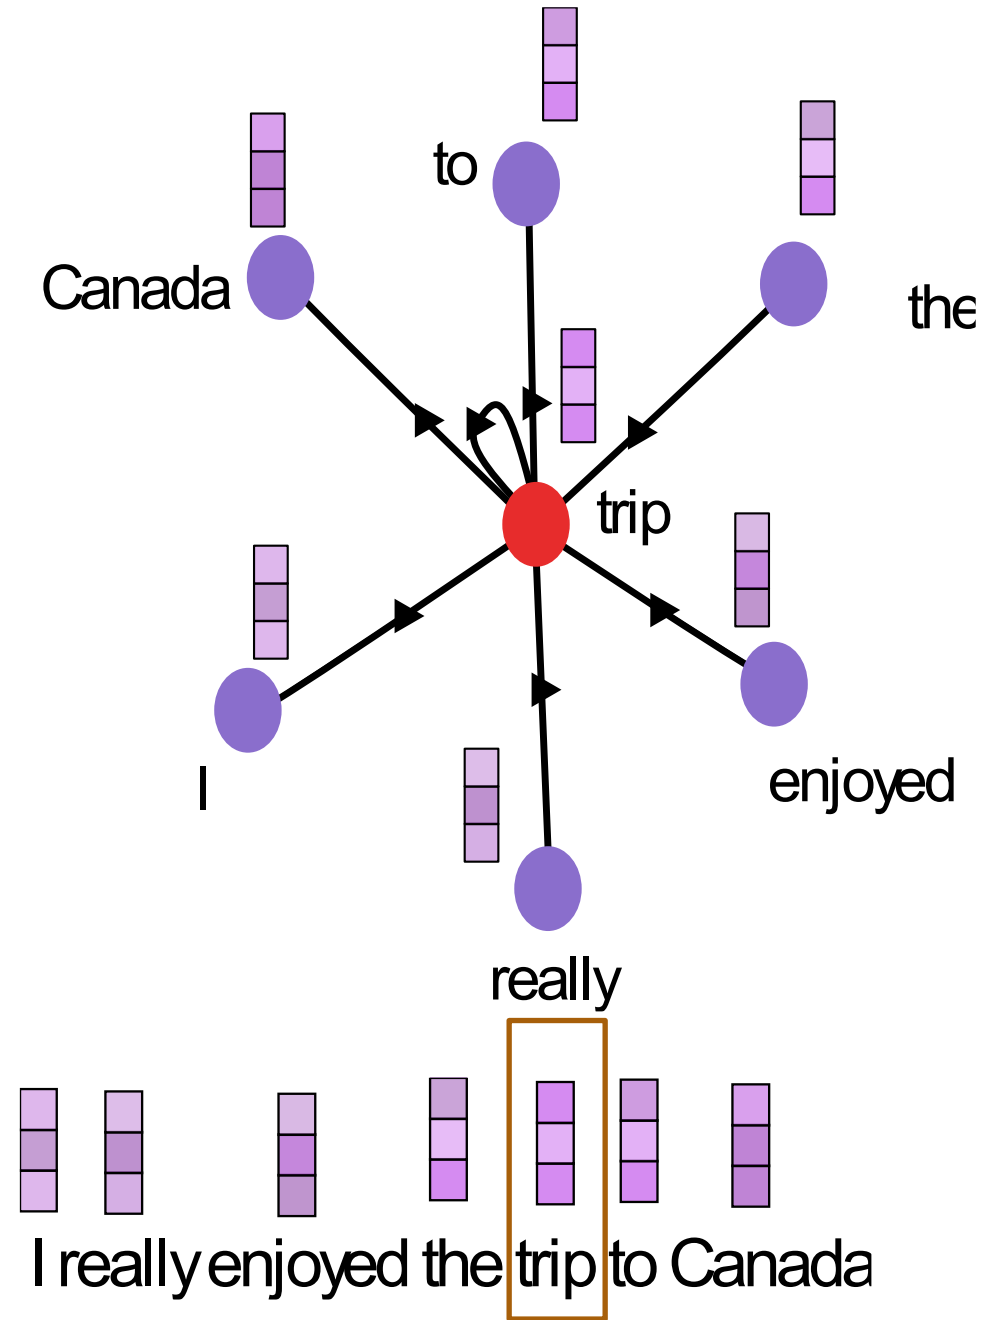 to
Canada
the
trip
I
enjoyed
really
I really enjoyed the trip to Canada